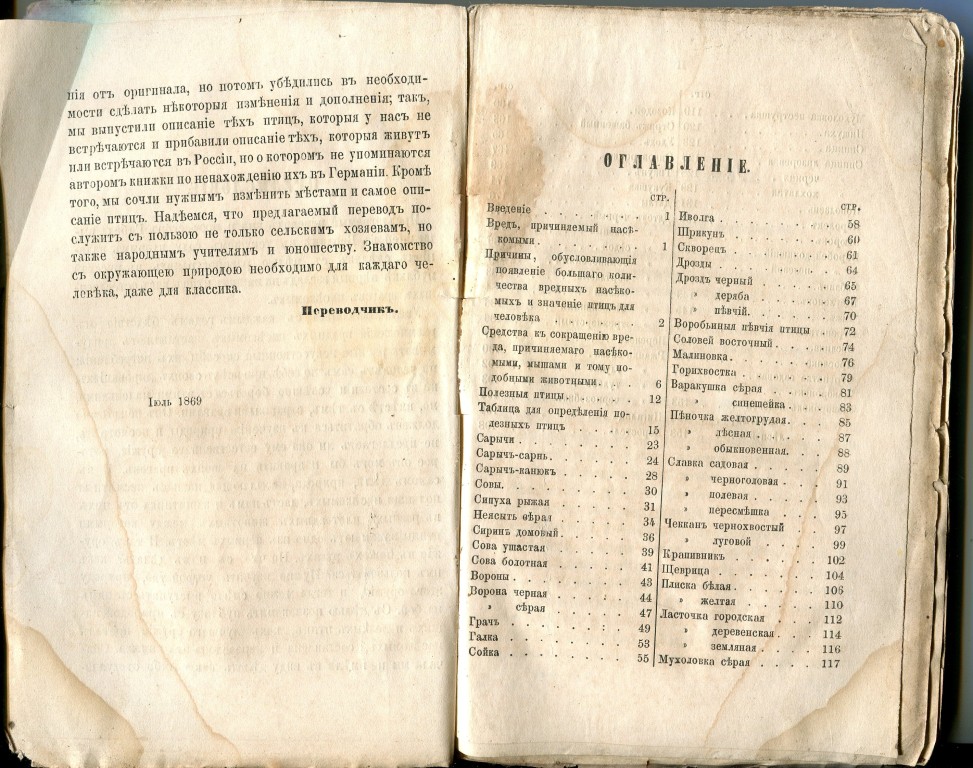 нія отъ оригинала, но потомъ убѣдились въ необходи-
мости сдѣлать нѣкоторыя измѣненія и дополненія; такъ,
мы выпустили описаніе тѣхъ птицъ, которыя у насъ не
встрѣчаются и прибавили описаніе тѣхъ, которыя живутъ
или встрѣчаются въ Россіи, но о которомъ не упоминаются
авторомъ книжки по ненахожденію ихъ въ Германіи. Кромѣ
того, мы сочли нужнымъ измѣнить мѣстами и самое опи-
саніе птицъ. Надѣемся, что предлагаемый переводъ по-
служитъ съ пользою не только сельскимъ хозяевамъ, но
также народнымъ учителямъ и юношеству. Знакомство
съ окружающею природою необходимо для каждаго че-
ловѣка, даже для классика.
Переводчикъ.
Іюль 1869
ОГЛАВЛЕНІЕ.
стр.
Введеніе . . . . . . . 1
Вредъ, причиняемый насѣ-
комыми . . . . . . . 1
Причины, обусловливающія
появленіе большаго коли-
чества вредныхъ насѣко-
мыхъ и значеніе птицъ для
человѣка . . . . . . . 2
Средства къ сокращенію вре-
да, причиняемаго насѣко-
мыми, мышами и тому по-
добными животными. . . . 6
Полезныя птицы. . . . . . 12
Таблица для опредѣленія по-
лезныхъ птицъ . . . . . 15
Сарычи . . . . . . . 23
Сарычъ-сарнь. . . . . . 24
Сарычъ-канюкъ . . . . . 28
Совы. . . . . . . . 30
Сипуха рыжая . . . . . 31
Неясыть сѣрая . . . . . 34
Сиринъ домовый. . . . . 36
Сова ушастая . . . . . 39
Сова болотная . . . . . 41
Вороны . . . . . . . 43
Ворона черная . . . . . 44
» сѣрая . . . . . 47
Грачъ . . . . . . . 49
Галка . . . . . . . 53
Сойка . . . . . . . 55
стр.
Иволга . . . . . . . 58
Щрикунъ . . . . . . . 60
Скворецъ . . . . . . . 61
Дрозды . . . . . . . 64
Дроздъ черный . . . . . 65
» деряба . . . . . 67
» пѣвчій. . . . . 70
Воробьиныя пѣвчія птицы . 72
Соловей восточный . . . . 74
Малиновка. . . . . . . 76
Горихвостка . . . . . . 79
Варакушка сѣрая . . . . 81
» синешейка . . . 83
Пѣночка желтогрудая. . . . 85
» лѣсная . . . . 87
» обыкновенная. . . 88
Славка садовая . . . . . 89
» черноголовая . . . . 91
» полевая . . . . . 93
» пересмѣшка . . . . 95
Чекканъ чернохвостый . . 97
» луговой . . . . 99
Крапивникъ . . . . . . 102
Щеврица . . . . . . . 104
Плиска бѣлая . . . . . 106
» желтая . . . . . 110
Ласточка городская . . . . 112
» деревенская . . . 114
» земляная . . . . 116
Мухоловка сѣрая . . . . 117